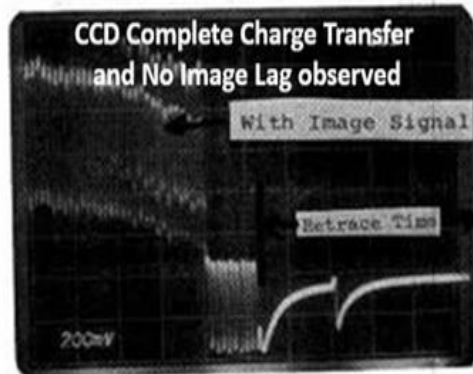 CCD Complete Charge Transfer
and No Image Lag observed
With Image Signal
Retrace Time
200mV